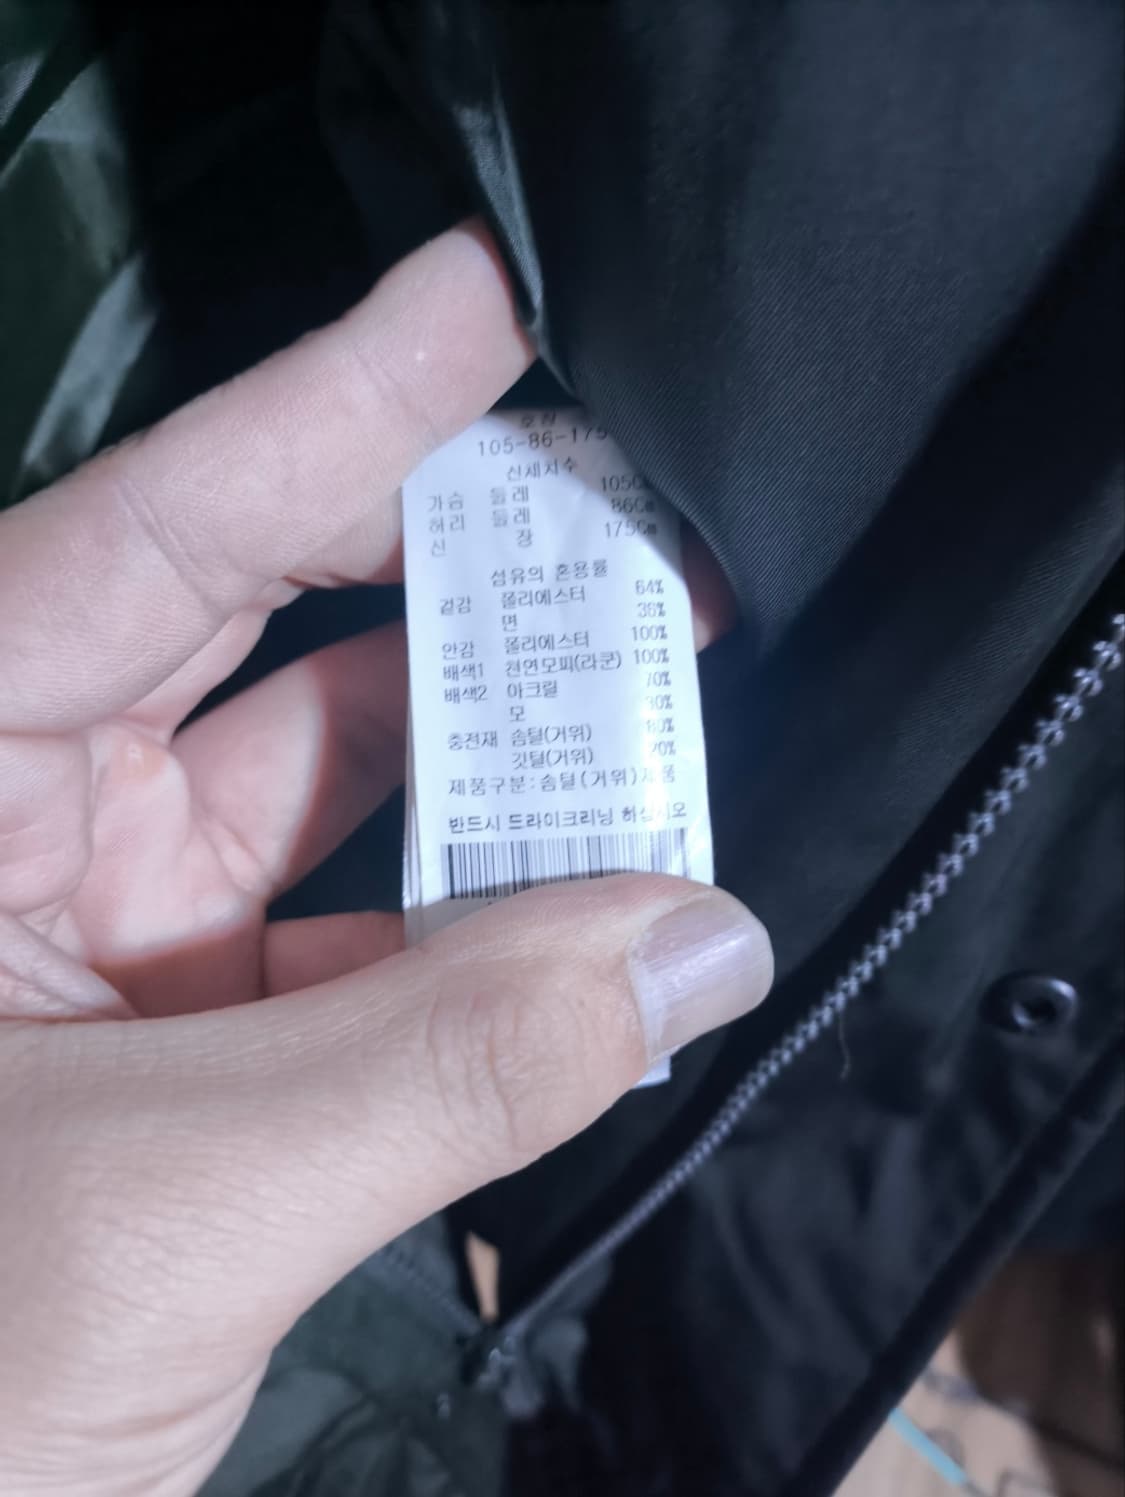 호칭
105-86-175
신체치수
가슴 둘레 105Cm
허리 둘레 86Cm
신 장 175Cm
섬유의 혼용률
겉감 폴리에스터 64%
면 36%
안감 폴리에스터 100%
배색1 천연모피(라쿤) 100%
배색2 아크릴 70%
모 30%
충전재 솜털(거위) 80%
깃털(거위) 20%
제품구분:솜털(거위)제품
반드시 드라이크리닝 하십시오